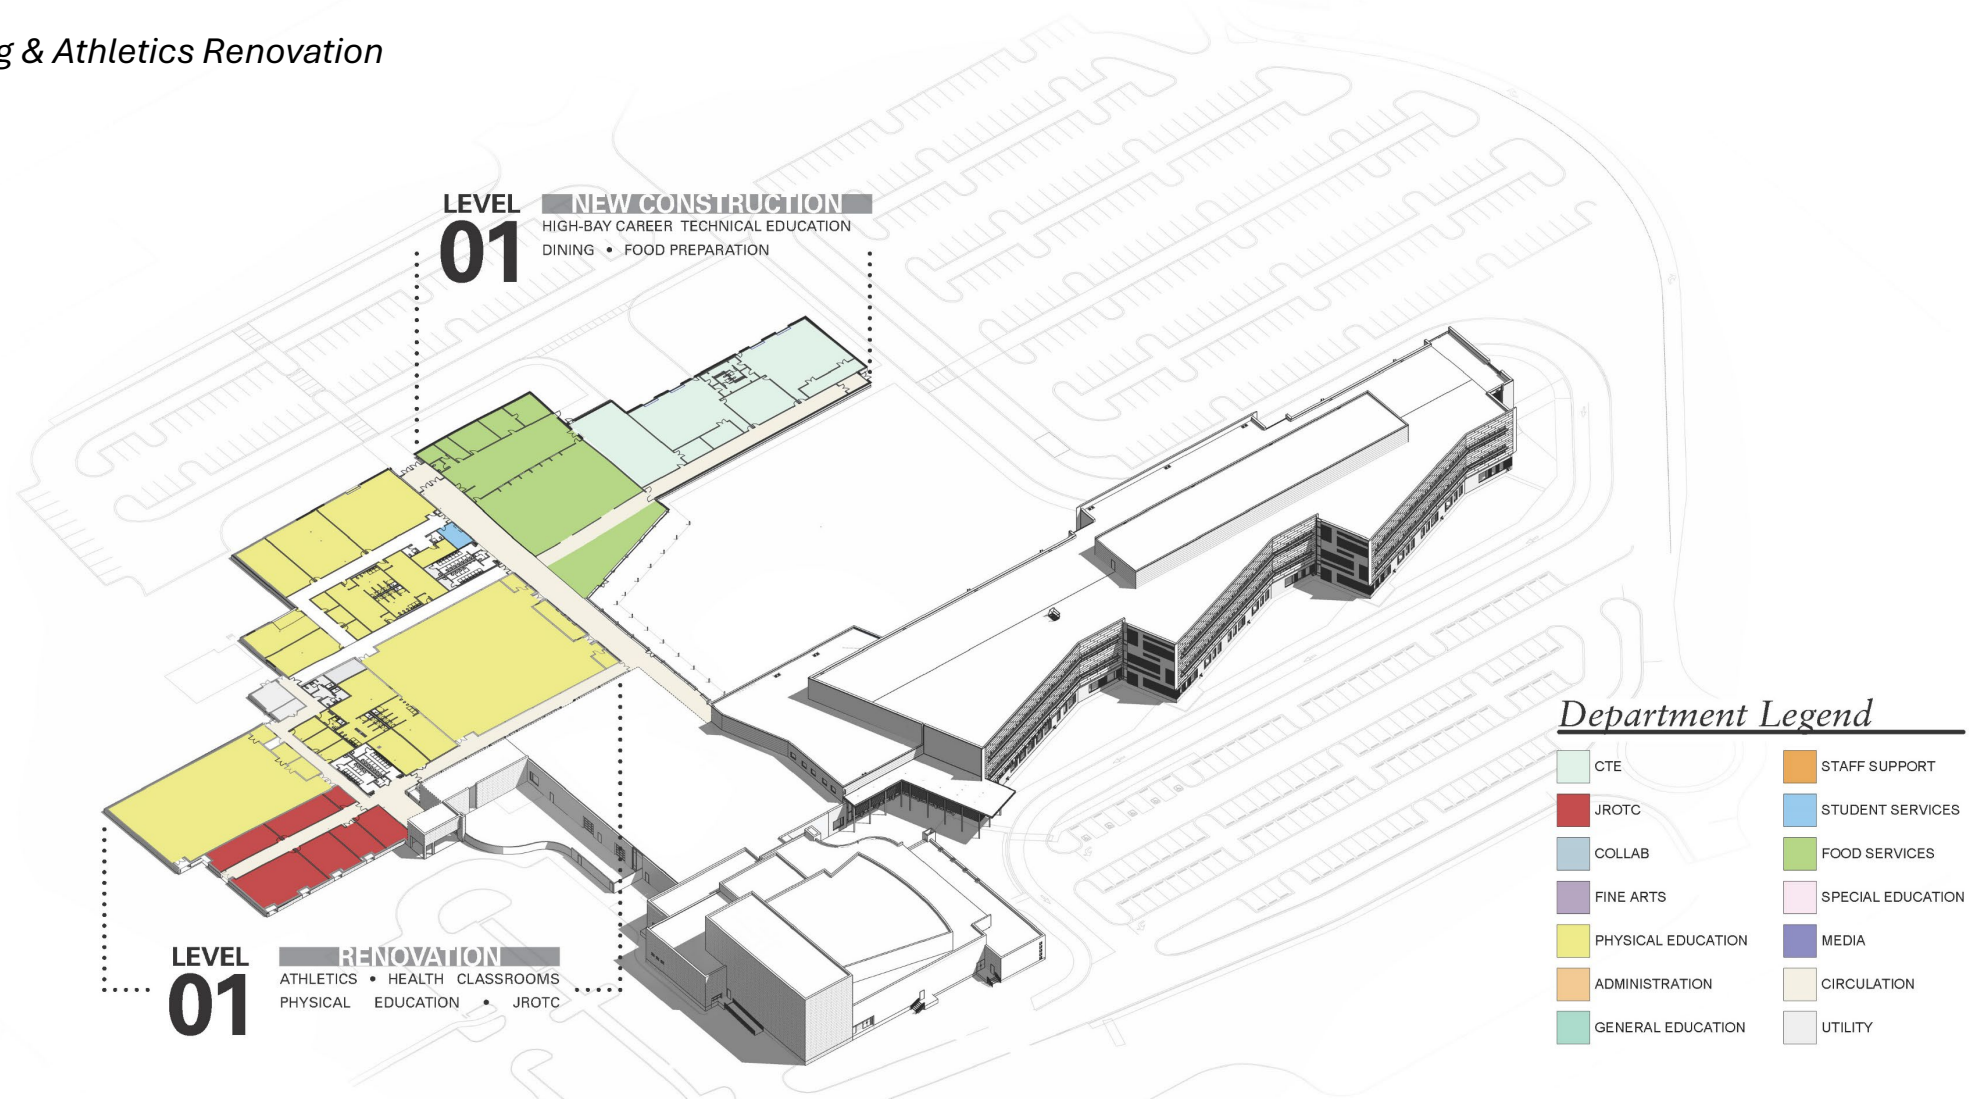 & Athletics Renovation
LEVEL
01
NEW CONSTRUCTION
HIGH-BAY CAREER TECHNICAL EDUCATION
DINING • FOOD PREPARATION
LEVEL
01
RENOVATION
ATHLETICS • HEALTH CLASSROOMS
PHYSICAL EDUCATION • JROTC
Department Legend
CTE
JROTC
COLLAB
FINE ARTS
PHYSICAL EDUCATION
ADMINISTRATION
GENERAL EDUCATION
STAFF SUPPORT
STUDENT SERVICES
FOOD SERVICES
SPECIAL EDUCATION
MEDIA
CIRCULATION
UTILITY